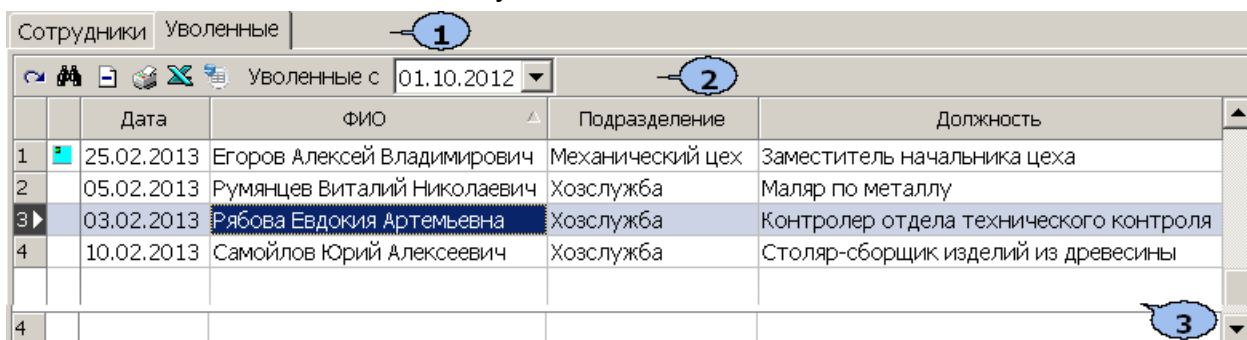 Сотрудники Уволенные 1
Уволенные с 01.10.2012 2
Дата ФИО Подразделение Должность
1 25.02.2013 Егоров Алексей Владимирович Механический цех Заместитель начальника цеха
2 05.02.2013 Румянцев Виталий Николаевич Хозслужба Маляр по металлу
3 03.02.2013 Рябова Евдокия Артемьевна Хозслужба Контролер отдела технического контроля
4 10.02.2013 Самойлов Юрий Алексеевич Хозслужба Столяр-сборщик изделий из древесины
4 3